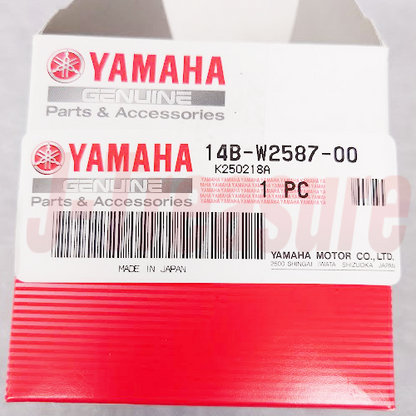 YAMAHA
GENUINE
Parts & Accessories
YAMAHA 14B-W2587-00
K250218A
GENUINE
1 PC
Parts & Accessories
MADE IN JAPAN
YAMAHA MOTOR CO., LTD.
2500 SHINGAI IWATA SHIZUOKA JAPAN